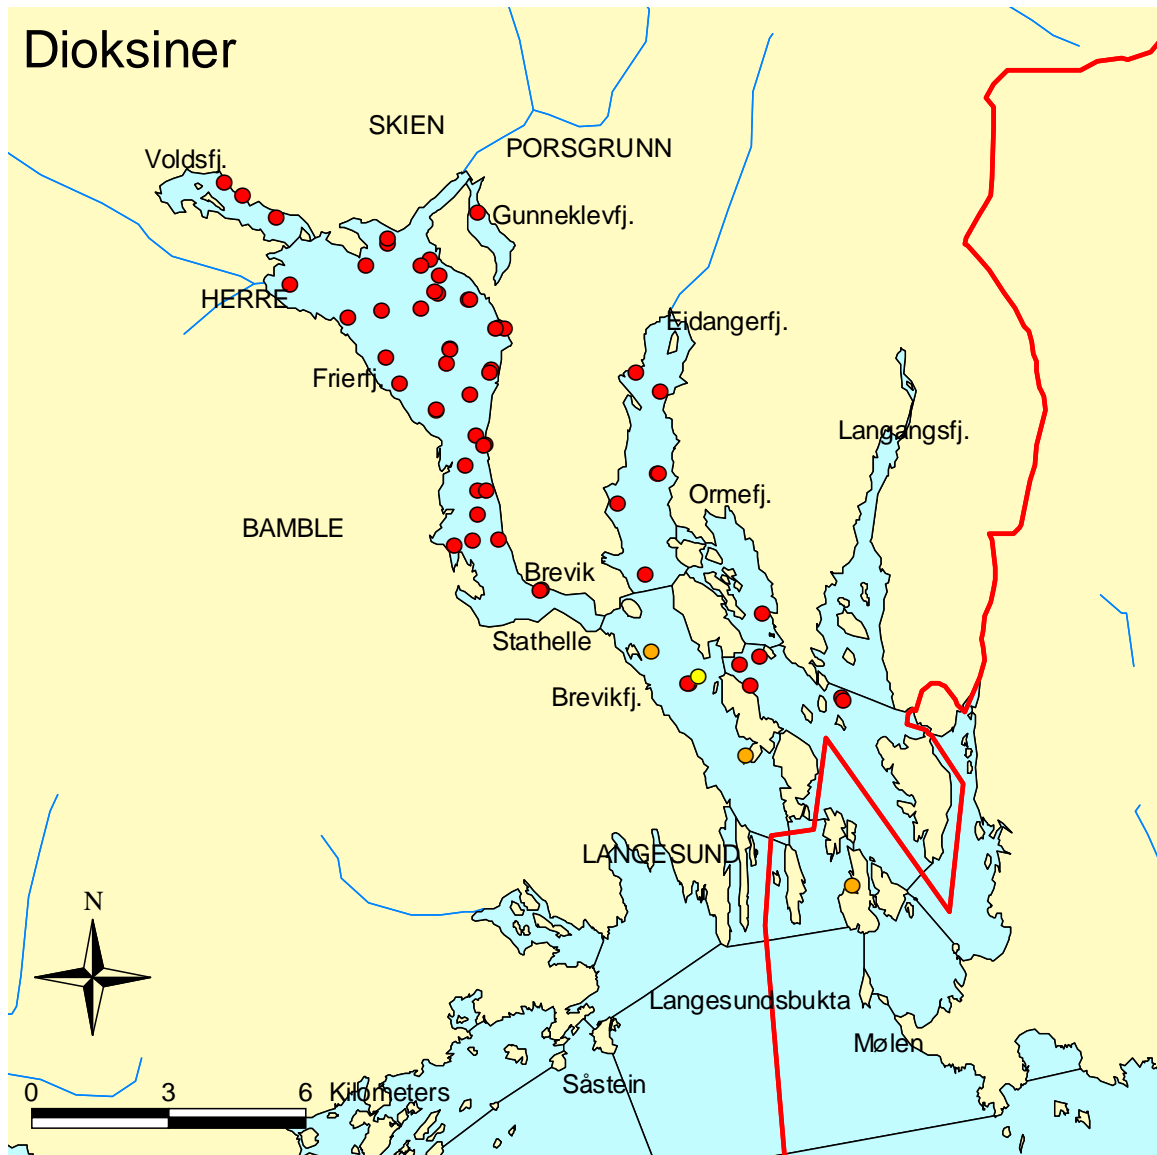 Dioksiner
SKIEN
PORSGRUNN
Voldsfj.
Gunneklevfj.
HERRE
Eidangerfj.
Frierfj.
Langangsfj.
Ormefj.
BAMBLE
Brevik
Stathelle
Brevikfj.
LANGESUND
N
Langesundsbukta
Mølen
Såstein
0 3 6 Kilometers